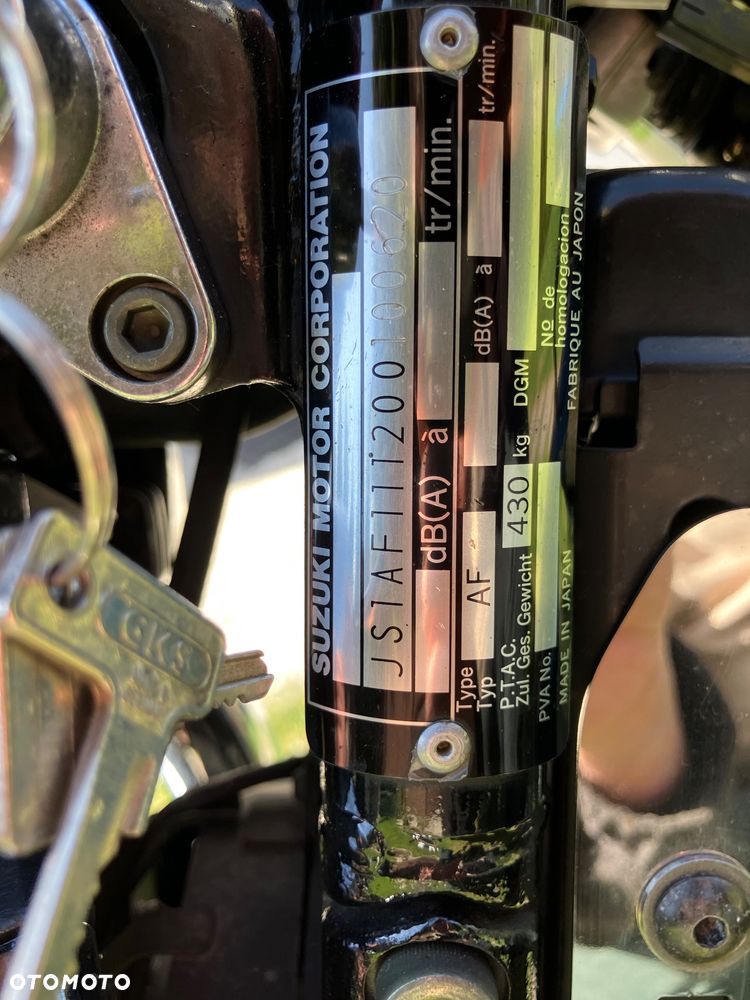 SUZUKI MOTOR CORPORATION
JS1AF111200100620
dB(A) à tr/min.
Type
Typ AF dB(A) à tr/min.
P.T.A.C.
Zul. Ges. Gewicht 430 kg DGM
PVA No. Nº de
homologacion
MADE IN JAPAN FABRIQUE AU JAPON
GKS
OTOMOTO